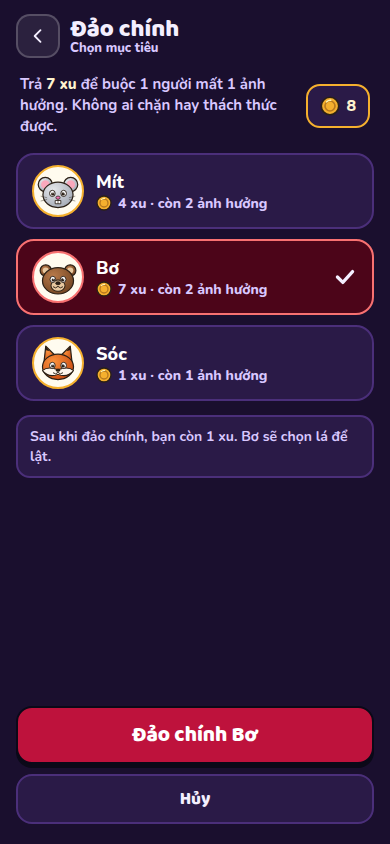 Đảo chính
Chọn mục tiêu
Trả 7 xu để buộc 1 người mất 1 ảnh
hưởng. Không ai chặn hay thách thức
được.
8
Mít
4 xu · còn 2 ảnh hưởng
Bơ
7 xu · còn 2 ảnh hưởng
Sóc
1 xu · còn 1 ảnh hưởng
Sau khi đảo chính, bạn còn 1 xu. Bơ sẽ chọn lá để
lật.
Đảo chính Bơ
Hủy